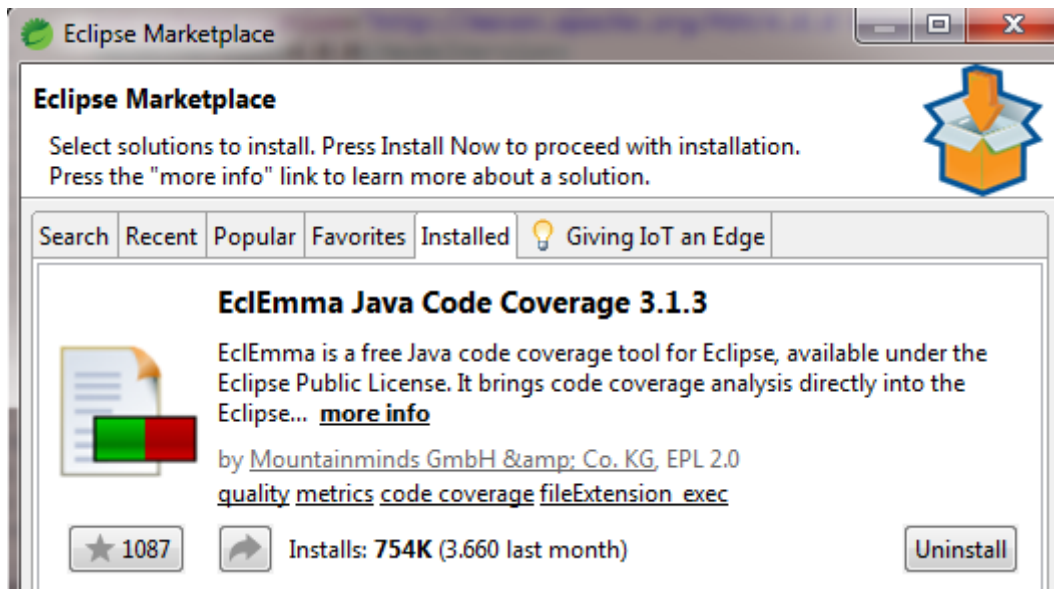 Eclipse Marketplace
Eclipse Marketplace
Select solutions to install. Press Install Now to proceed with installation.
Press the "more info" link to learn more about a solution.
Search Recent Popular Favorites Installed Giving IoT an Edge
EclEmma Java Code Coverage 3.1.3
EclEmma is a free Java code coverage tool for Eclipse, available under the
Eclipse Public License. It brings code coverage analysis directly into the
Eclipse... more info
by Mountainminds GmbH &amp; Co. KG, EPL 2.0
quality metrics code coverage fileExtension_exec
1087 Installs: 754K (3.660 last month) Uninstall